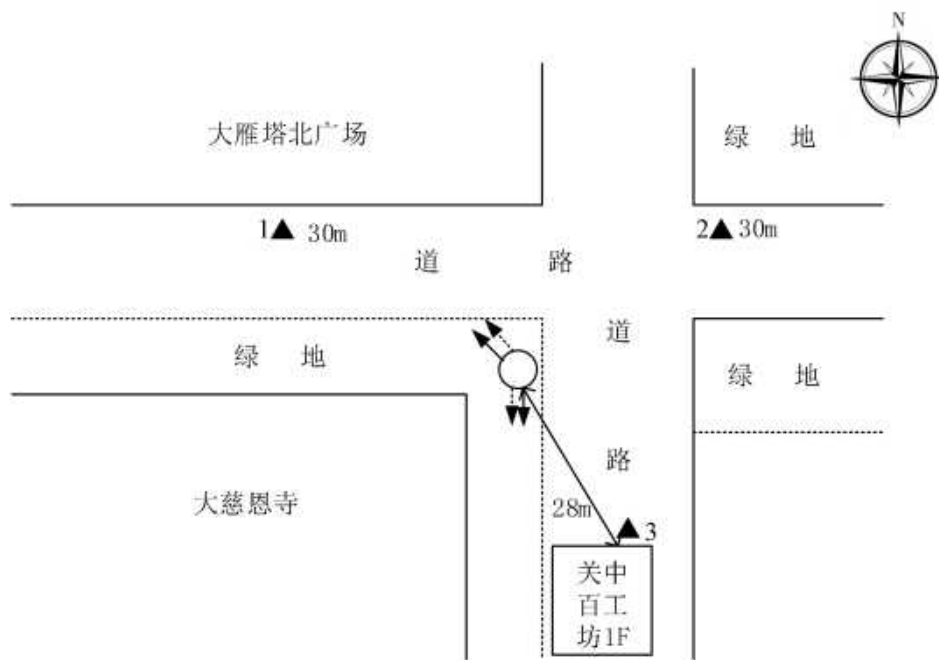 N
大雁塔北广场
绿 地
1▲ 30m
2▲ 30m
道 路
道
绿 地
绿 地
路
大慈恩寺
28m
▲3
关中
百工
坊1F